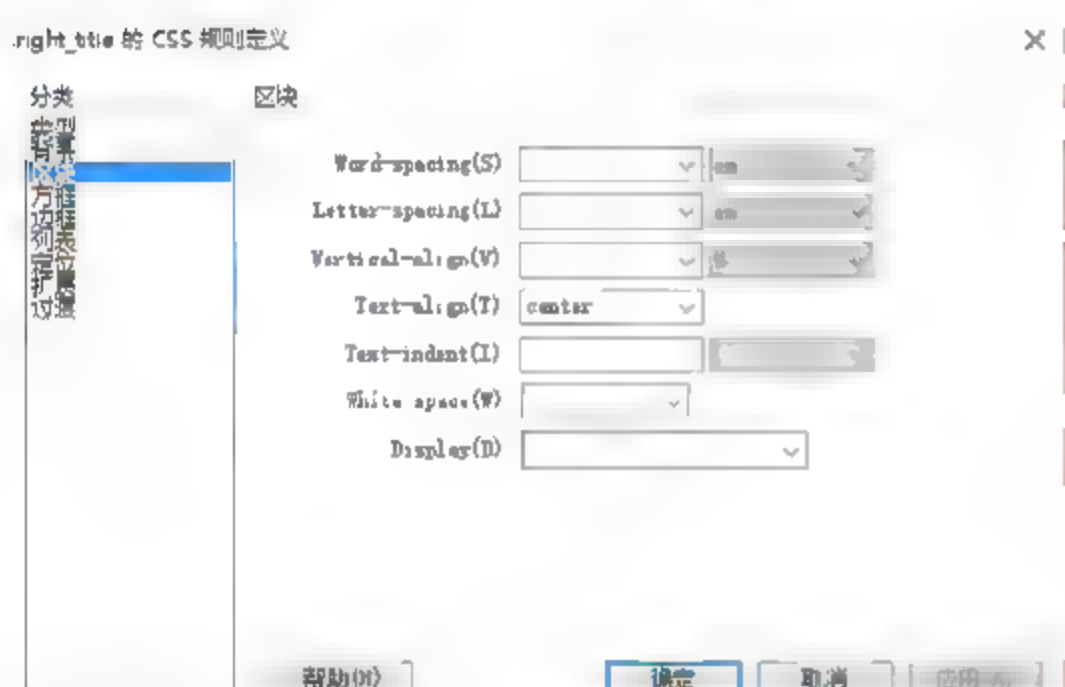 .right_title 的 CSS 规则定义
分类
区块
类型
背景
区块
方框
边框
列表
定位
扩展
过渡
Word-spacing(S) em
Letter-spacing(L) em
Vertical-align(V) %
Text-align(T) center
Text-indent(I)
White-space(W)
Display(D)
帮助(H) 确定 取消 应用(A)